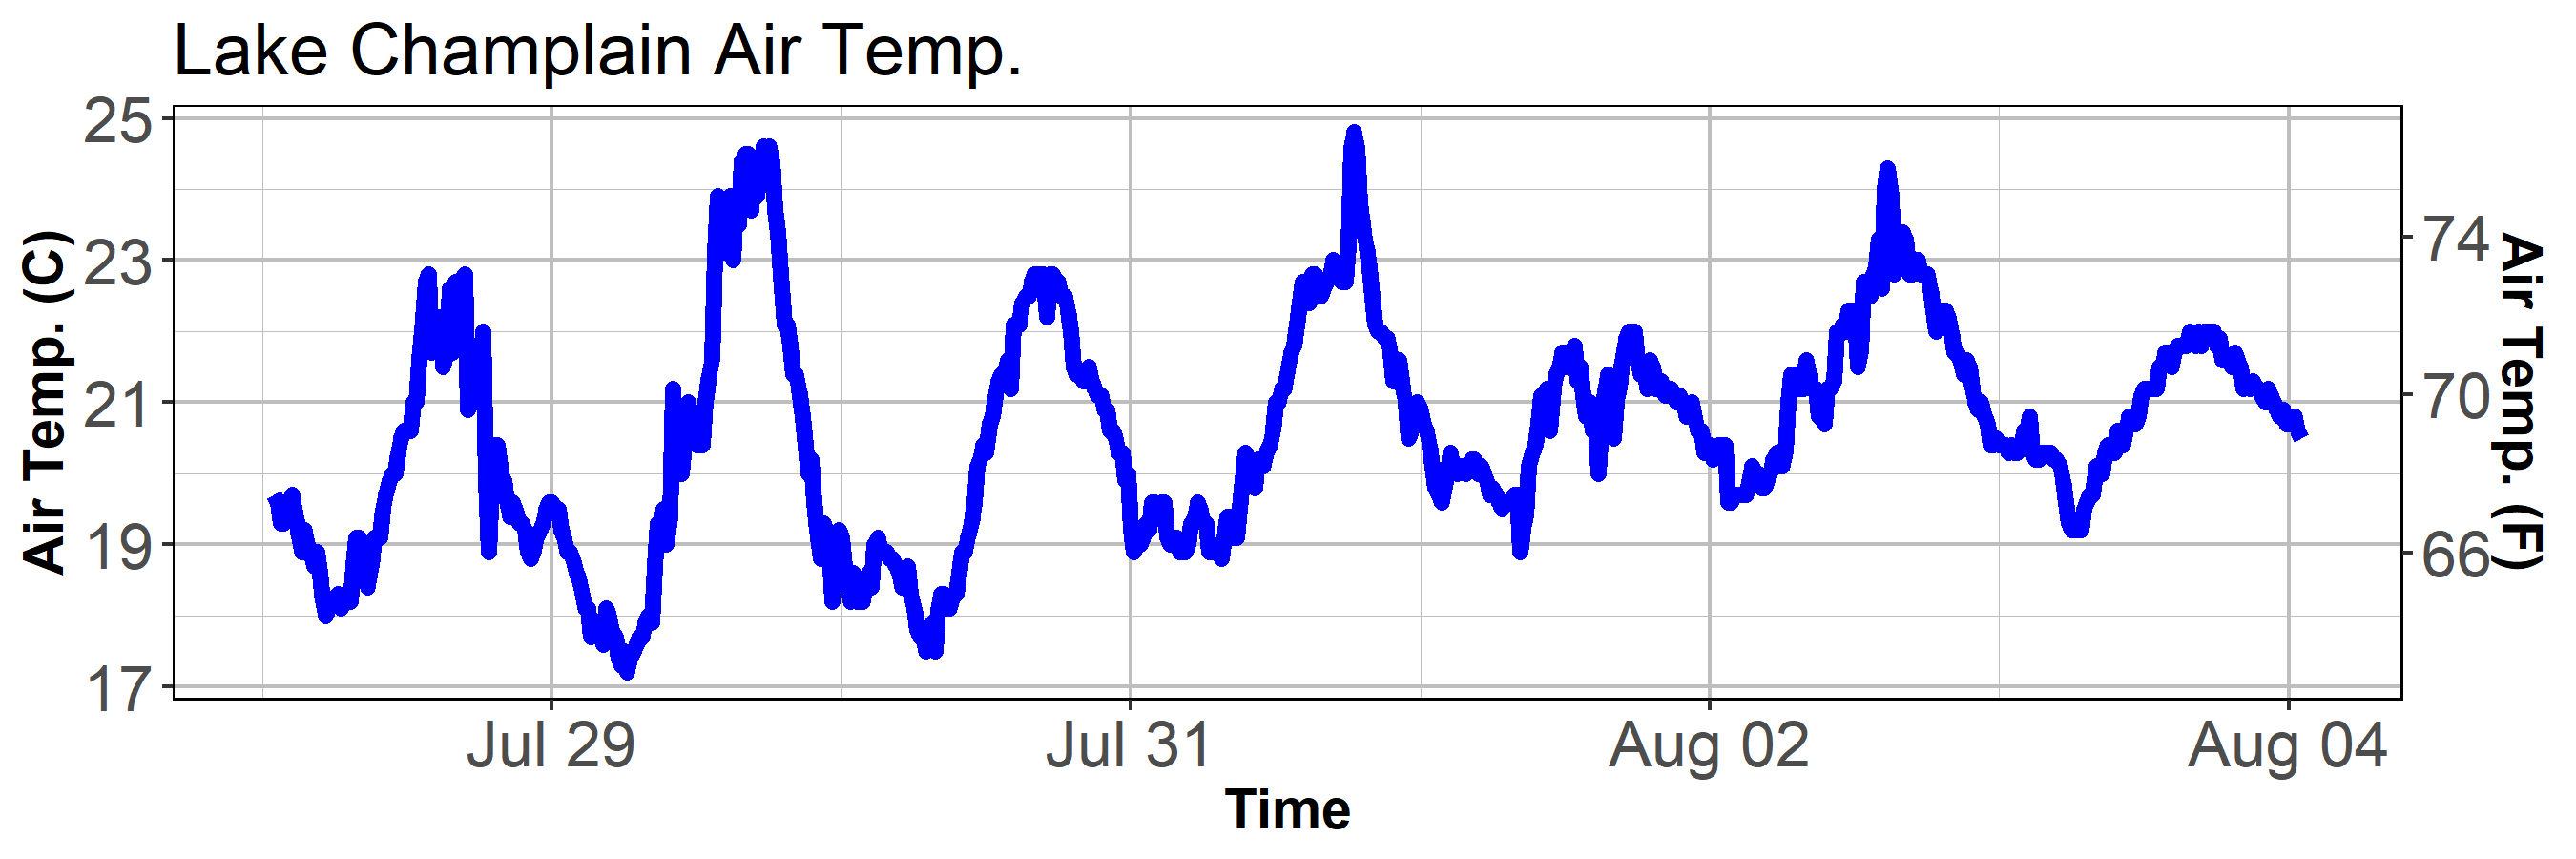 Lake Champlain Air Temp.
25
23
21
19
17
Air Temp. (C)
74
70
66
Air Temp. (F)
Jul 29 Jul 31 Aug 02 Aug 04
Time